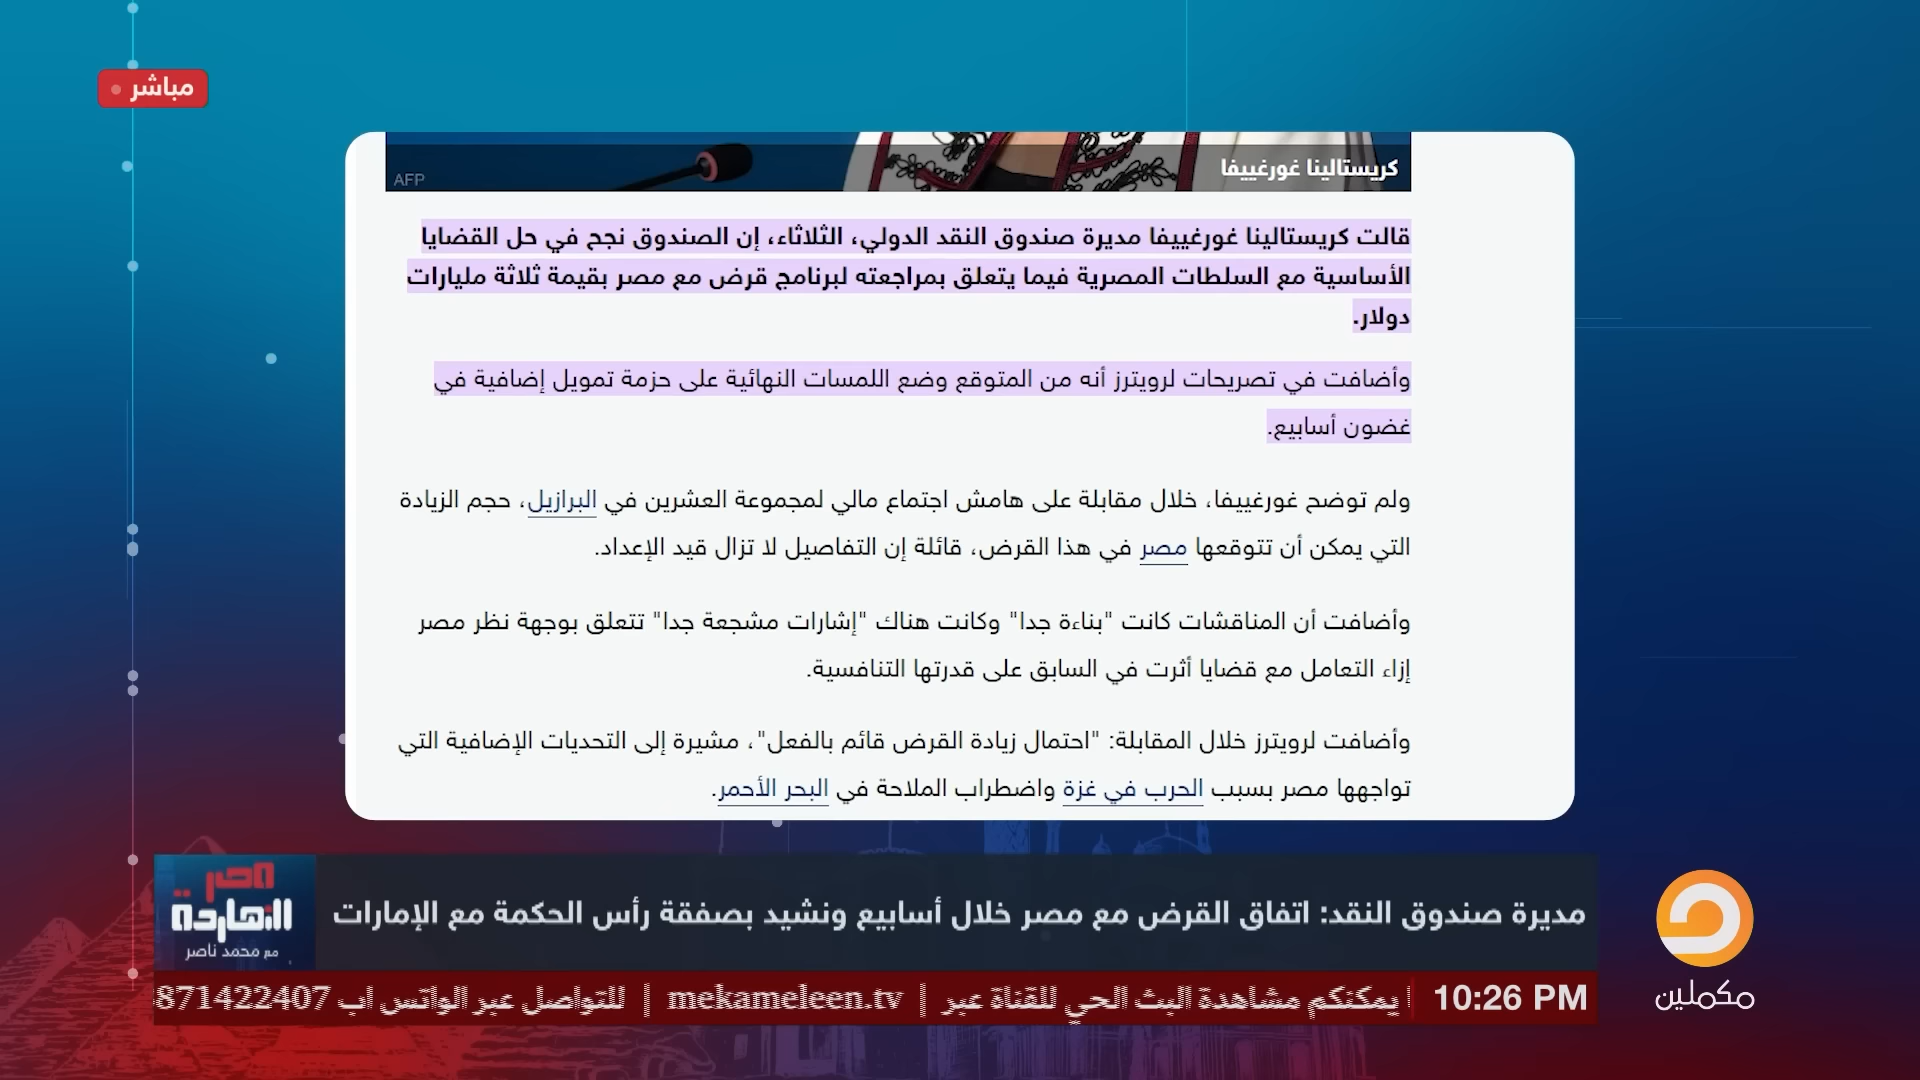 مباشر
AFP
كريستالينا غورغييفا
قالت كريستالينا غورغييفا مديرة صندوق النقد الدولي، الثلاثاء، إن الصندوق نجح في حل القضايا
الأساسية مع السلطات المصرية فيما يتعلق بمراجعته لبرنامج قرض مع مصر بقيمة ثلاثة مليارات
دولار.
وأضافت في تصريحات لرويترز أنه من المتوقع وضع اللمسات النهائية على حزمة تمويل إضافية في
غضون أسابيع.
ولم توضح غورغييفا، خلال مقابلة على هامش اجتماع مالي لمجموعة العشرين في البرازيل، حجم الزيادة
التي يمكن أن تتوقعها مصر في هذا القرض، قائلة إن التفاصيل لا تزال قيد الإعداد.
وأضافت أن المناقشات كانت "بناءة جدا" وكانت هناك "إشارات مشجعة جدا" تتعلق بوجهة نظر مصر
إزاء التعامل مع قضايا أثرت في السابق على قدرتها التنافسية.
وأضافت لرويترز خلال المقابلة: "احتمال زيادة القرض قائم بالفعل"، مشيرة إلى التحديات الإضافية التي
تواجهها مصر بسبب الحرب في غزة واضطراب الملاحة في البحر الأحمر.
مديرة صندوق النقد: اتفاق القرض مع مصر خلال أسابيع ونشيد بصفقة رأس الحكمة مع الإمارات
مصر
النهاردة
مع محمد ناصر
10:26 PM
يمكنكم مشاهدة البث الحي للقناة عبر | mekameleen.tv | للتواصل عبر الواتس اب 871422407
مكملين